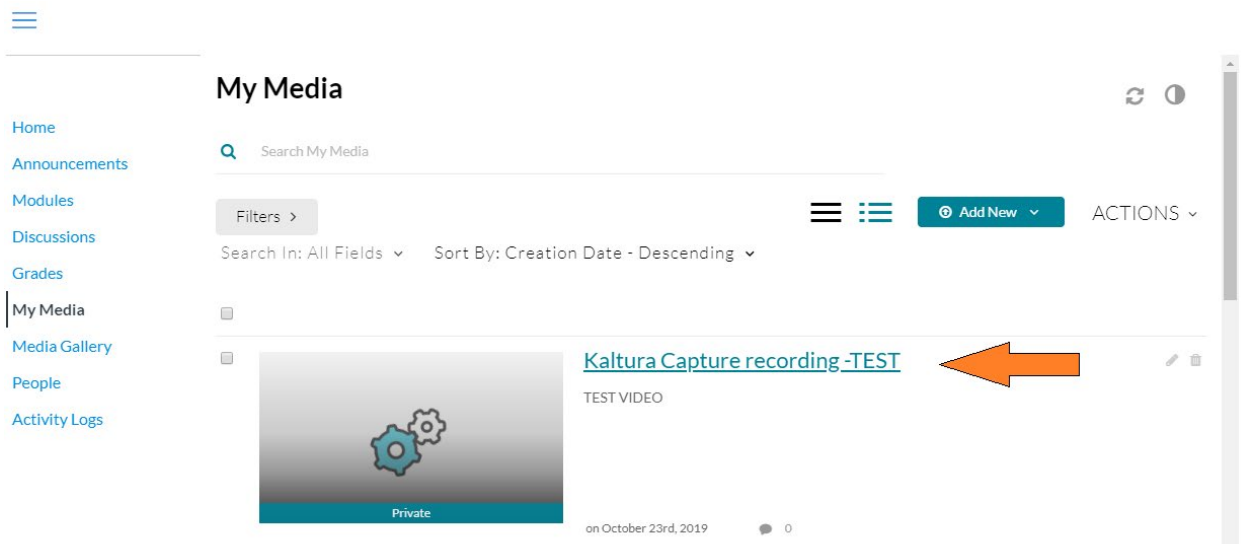 My Media
Home
Announcements
Modules
Discussions
Grades
My Media
Media Gallery
People
Activity Logs
Search My Media
Filters >
Add New
ACTIONS
Search In: All Fields
Sort By: Creation Date - Descending
Kaltura Capture recording -TEST
TEST VIDEO
Private
on October 23rd, 2019
0